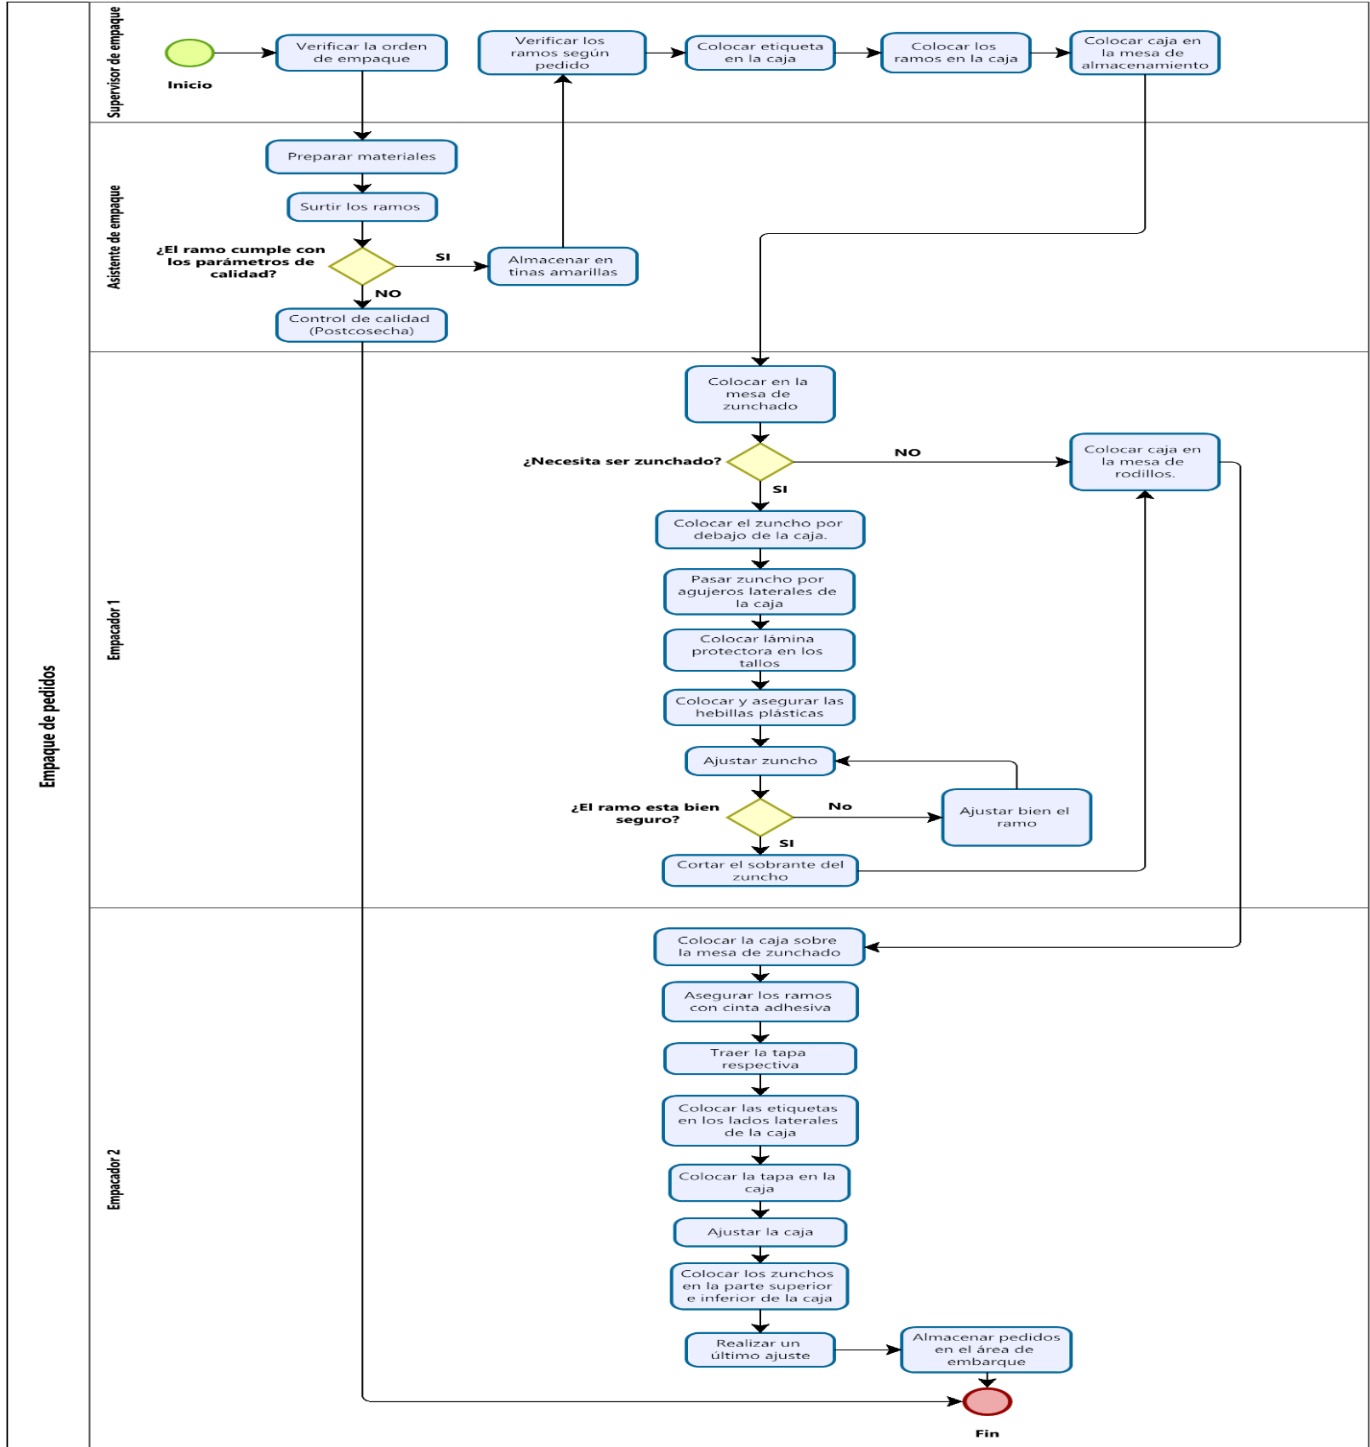 Empaque de pedidos
Supervisor de empaque
Inicio
Verificar la orden
de empaque
Verificar los
ramos según
pedido
Colocar etiqueta
en la caja
Colocar los
ramos en la caja
Colocar caja en
la mesa de
almacenamiento
Asistente de empaque
Preparar materiales
Surtir los ramos
¿El ramo cumple con
los parámetros de
calidad?
SI
Almacenar en
tinas amarillas
NO
Control de calidad
(Postcosecha)
Empacador 1
Colocar en la
mesa de
zunchado
¿Necesita ser zunchado?
NO
Colocar caja en
la mesa de
rodillos.
SI
Colocar el zuncho por
debajo de la caja.
Pasar zuncho por
agujeros laterales de
la caja
Colocar lámina
protectora en los
tallos
Colocar y asegurar las
hebillas plásticas
Ajustar zuncho
¿El ramo esta bien
seguro?
No
Ajustar bien el
ramo
SI
Cortar el sobrante del
zuncho
Empacador 2
Colocar la caja sobre
la mesa de zunchado
Asegurar los ramos
con cinta adhesiva
Traer la tapa
respectiva
Colocar las etiquetas
en los lados laterales
de la caja
Colocar la tapa en la
caja
Ajustar la caja
Colocar los zunchos
en la parte superior
e inferior de la caja
Realizar un
último ajuste
Almacenar pedidos
en el área de
embarque
Fin